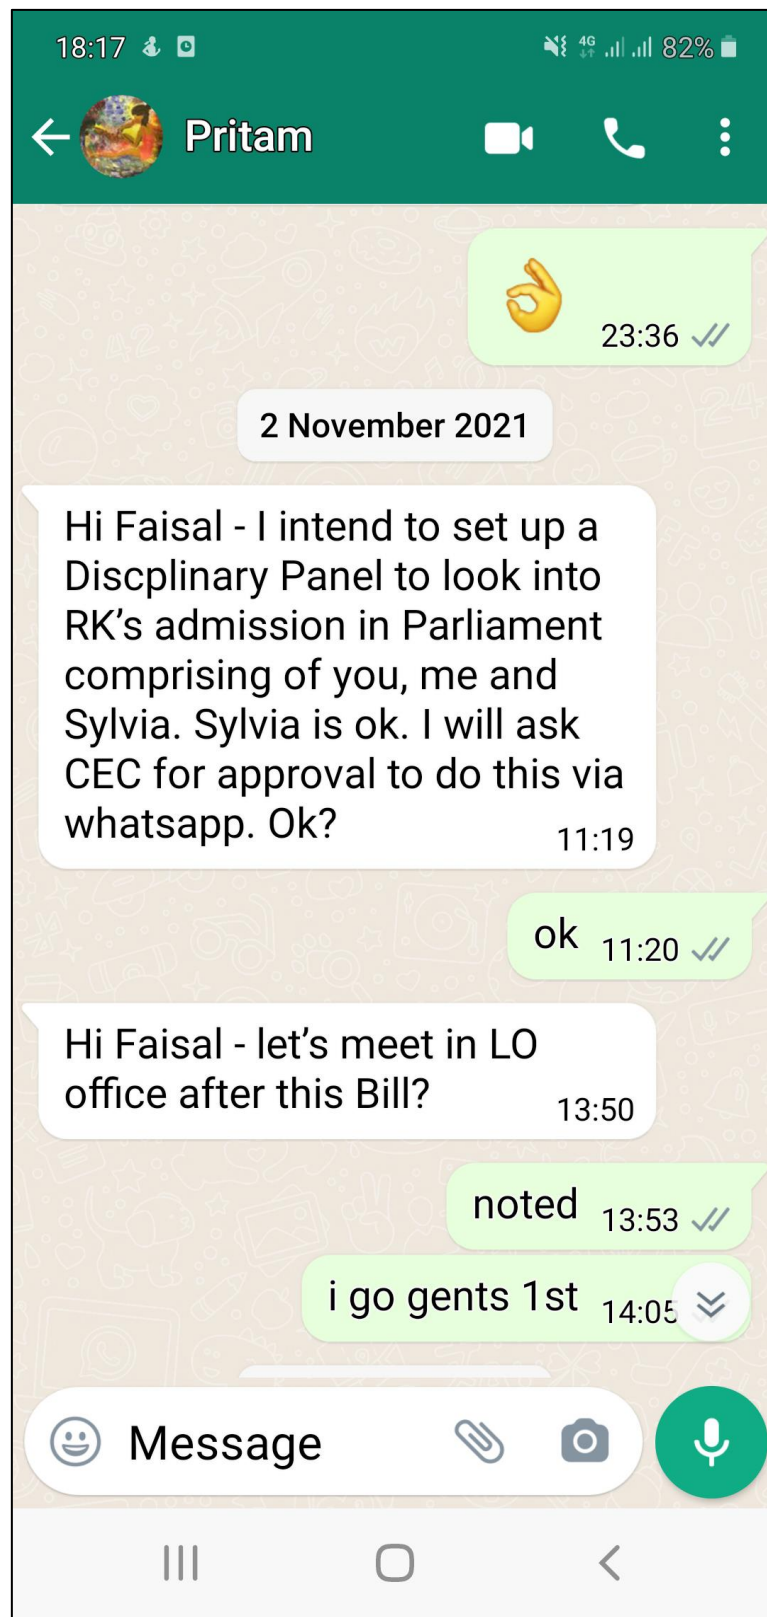 18:17 4G 82%
Pritam
23:36
2 November 2021
Hi Faisal - I intend to set up a
Discplinary Panel to look into
RK’s admission in Parliament
comprising of you, me and
Sylvia. Sylvia is ok. I will ask
CEC for approval to do this via
whatsapp. Ok? 11:19
ok 11:20
Hi Faisal - let’s meet in LO
office after this Bill? 13:50
noted 13:53
i go gents 1st 14:05
Message